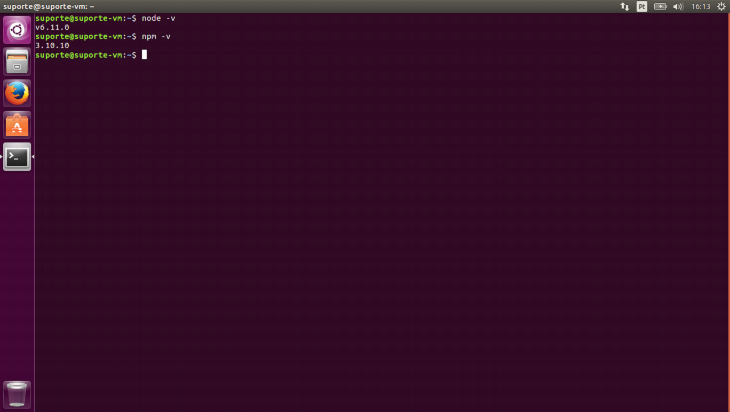 suporte@suporte-vm: ~
Pt
16:13
suporte@suporte-vm:~$ node -v
v6.11.0
suporte@suporte-vm:~$ npm -v
3.10.10
suporte@suporte-vm:~$